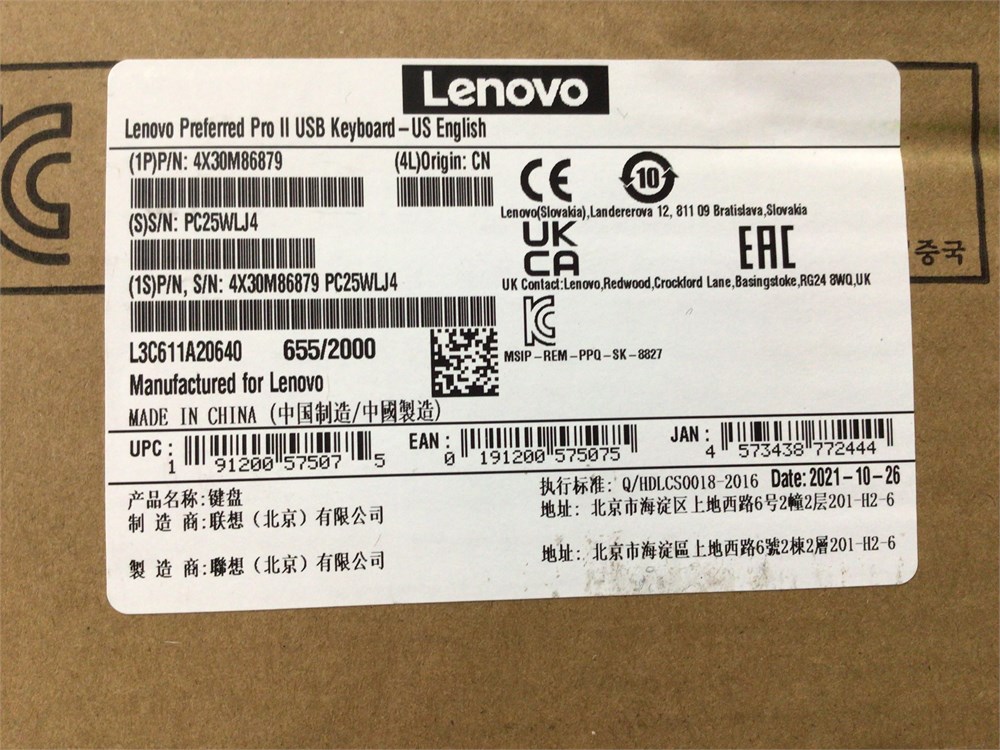 Lenovo
Lenovo Preferred Pro II USB Keyboard-US English
(1P)P/N: 4X30M86879
(4L)Origin: CN
CE
10
Lenovo(Slovakia),Landererova 12, 811 09 Bratislava,Slovakia
(S)S/N: PC25WLJ4
UK
CA
EAC
중국
(1S)P/N, S/N: 4X30M86879 PC25WLJ4
UK Contact:Lenovo,Redwood,Crockford Lane,Basingstoke,RG24 8WQ,UK
MSIP-REM-PPQ-SK-8827
L3C611A20640 655/2000
Manufactured for Lenovo
MADE IN CHINA (中国制造/中國製造)
UPC: 1 91200 57507 5
EAN: 0 191200 575075
JAN: 4 573438 772444
产品名称:键盘
执行标准: Q/HDLCS0018-2016 Date:2021-10-26
制 造 商:联想（北京）有限公司
地址: 北京市海淀区上地西路6号2幢2层201-H2-6
製 造 商:聯想（北京）有限公司
地址: 北京市海淀區上地西路6號2棟2層201-H2-6